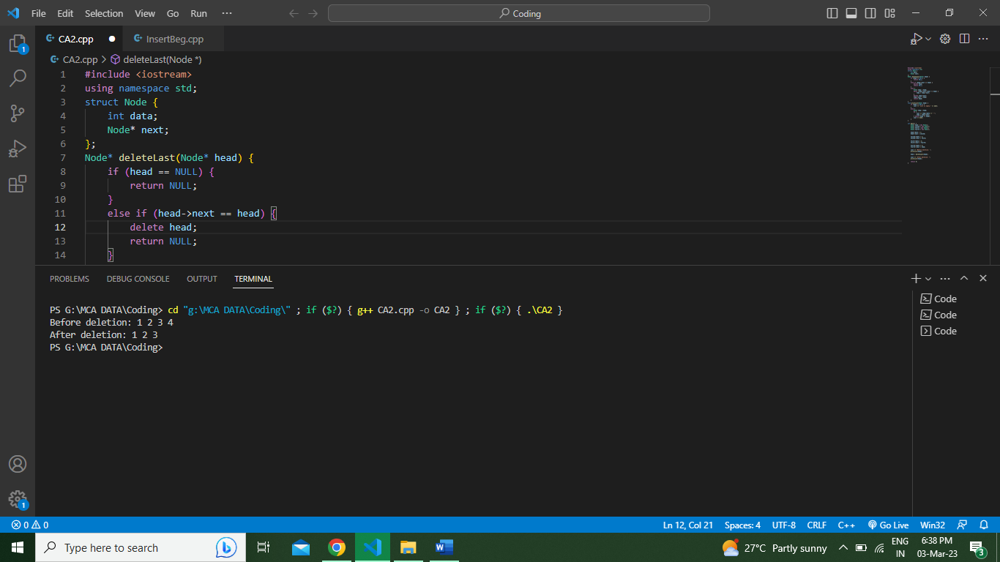 File Edit Selection View Go Run ···
Coding
CA2.cpp
InsertBeg.cpp
CA2.cpp > deleteLast(Node *)
1 #include <iostream>
2 using namespace std;
3 struct Node {
4 int data;
5 Node* next;
6 };
7 Node* deleteLast(Node* head) {
8 if (head == NULL) {
9 return NULL;
10 }
11 else if (head->next == head) {
12 delete head;
13 return NULL;
14 }
PROBLEMS DEBUG CONSOLE OUTPUT TERMINAL
PS G:\MCA DATA\Coding> cd "g:\MCA DATA\Coding\" ; if ($?) { g++ CA2.cpp -o CA2 } ; if ($?) { .\CA2 }
Before deletion: 1 2 3 4
After deletion: 1 2 3
PS G:\MCA DATA\Coding>
Code
Code
Code
1
1
0 0
Ln 12, Col 21 Spaces: 4 UTF-8 CRLF C++ Go Live Win32
Type here to search
27°C Partly sunny
ENG
IN
6:38 PM
03-Mar-23
3